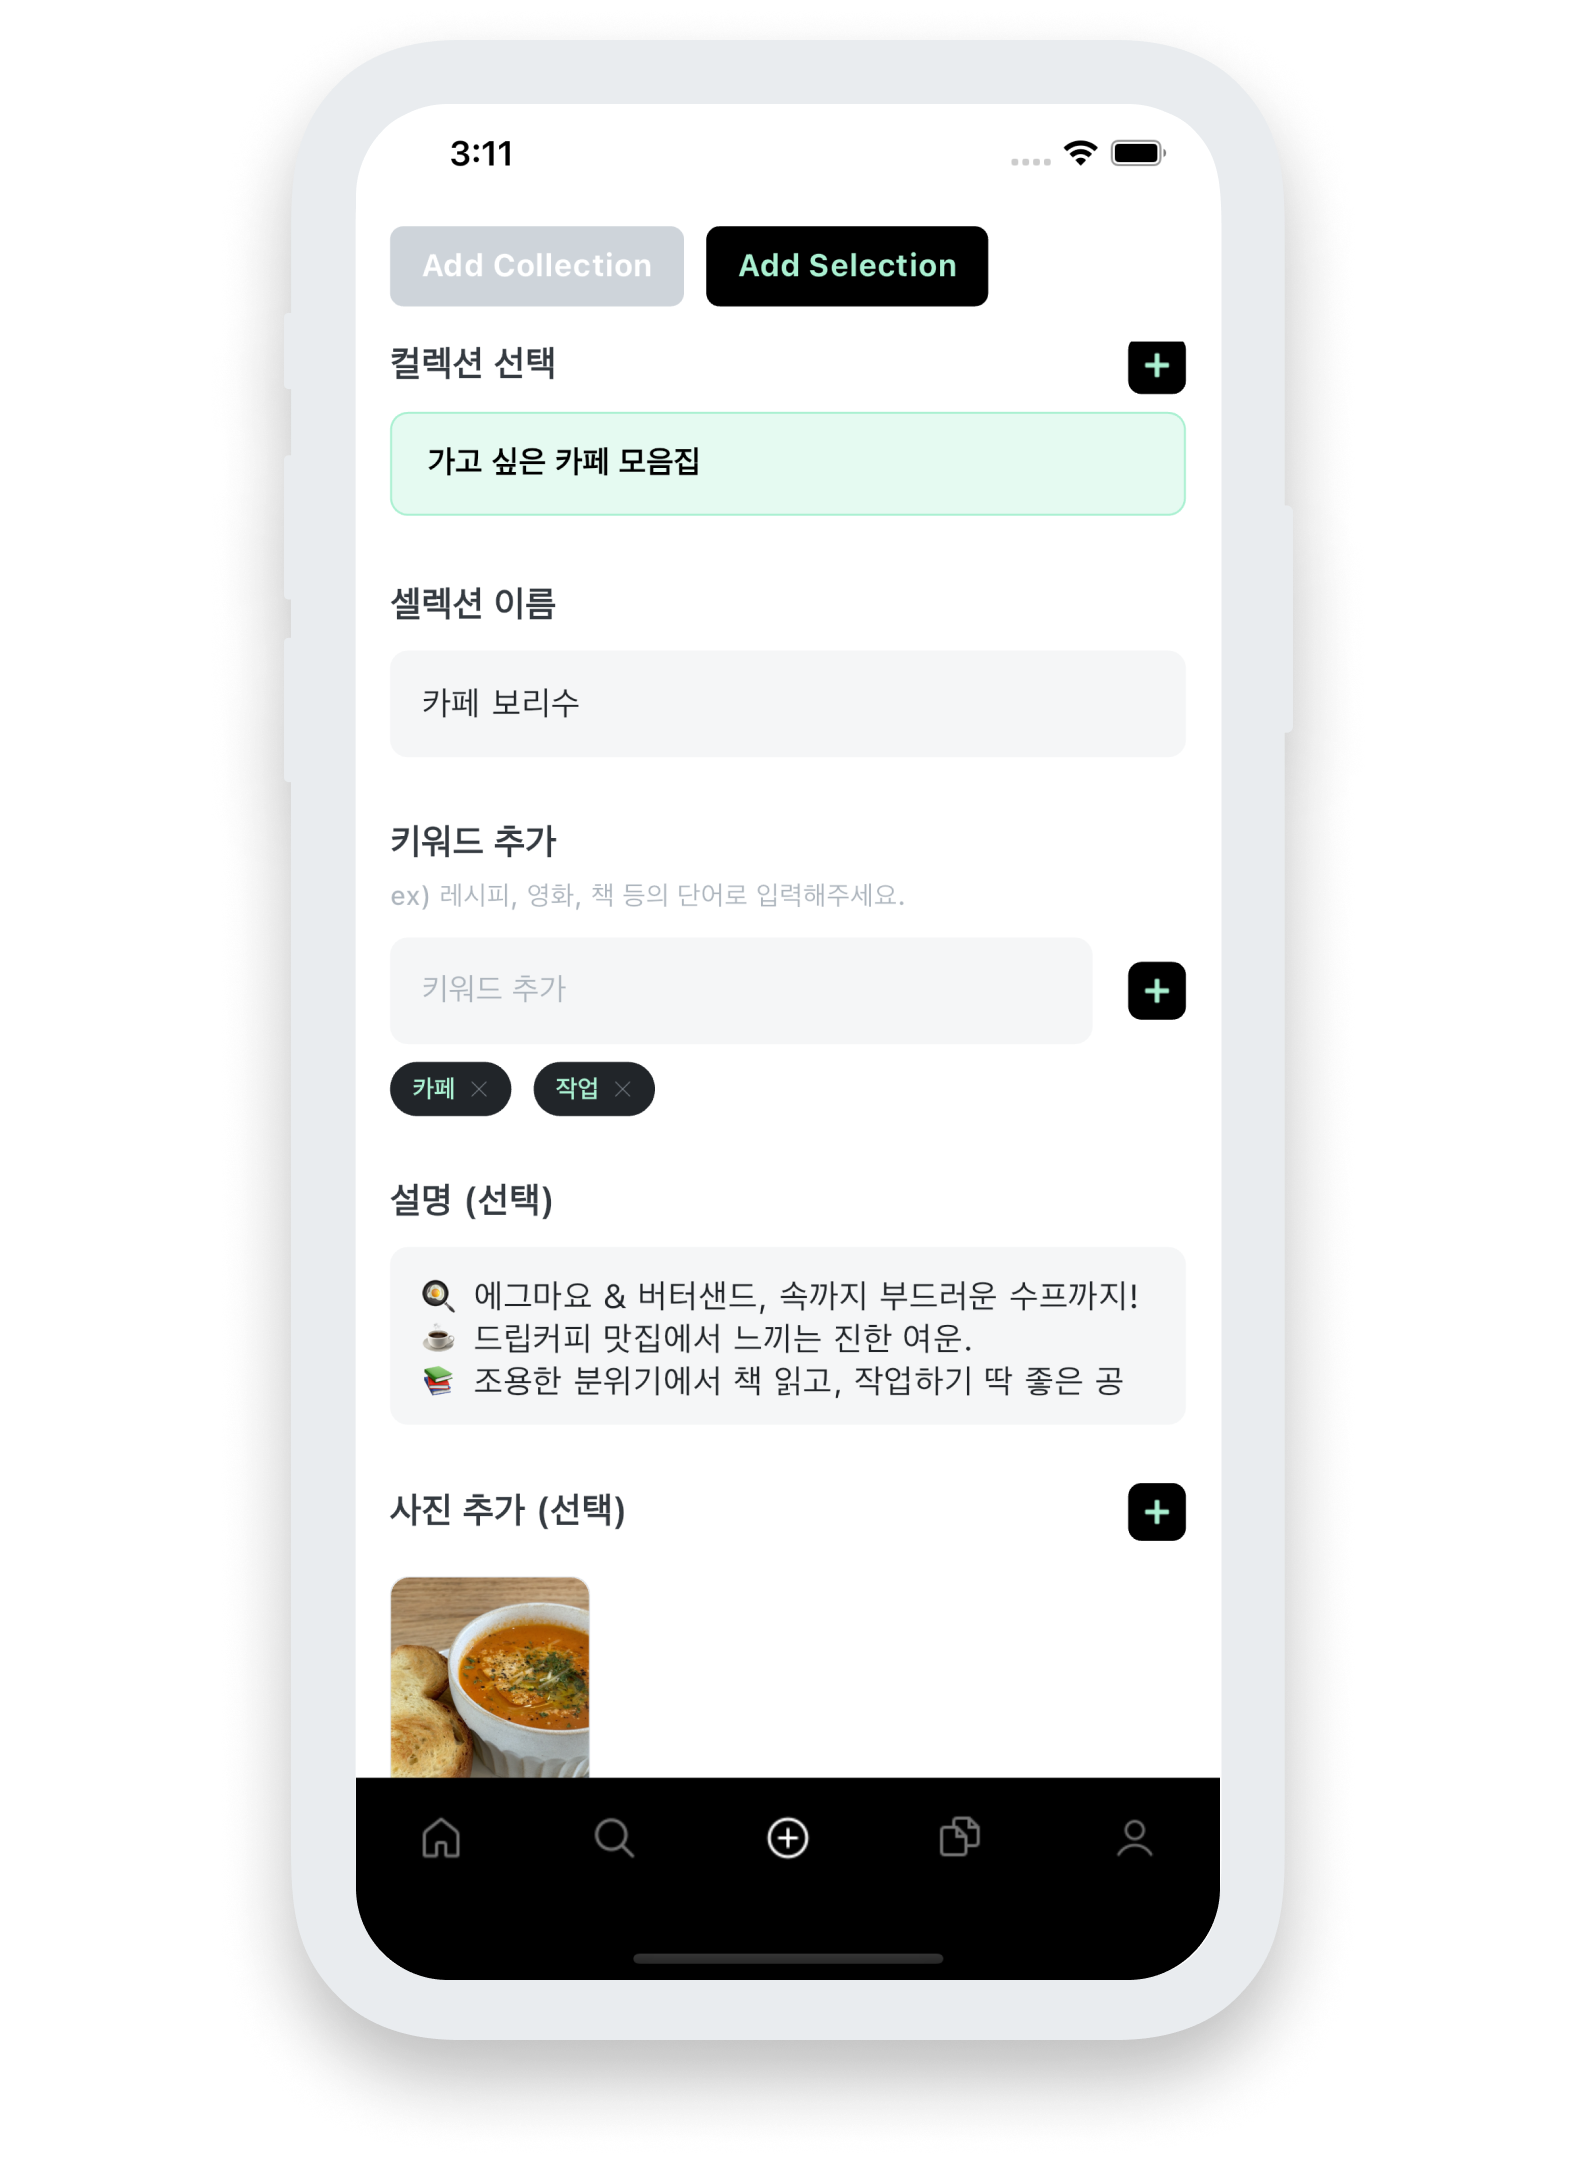 3:11
Add Collection
Add Selection
컬렉션 선택
가고 싶은 카페 모음집
셀렉션 이름
카페 보리수
키워드 추가
ex) 레시피, 영화, 책 등의 단어로 입력해주세요.
키워드 추가
카페
작업
설명 (선택)
🍳 에그마요 & 버터샌드, 속까지 부드러운 수프까지!
☕ 드립커피 맛집에서 느끼는 진한 여운.
📚 조용한 분위기에서 책 읽고, 작업하기 딱 좋은 공
사진 추가 (선택)